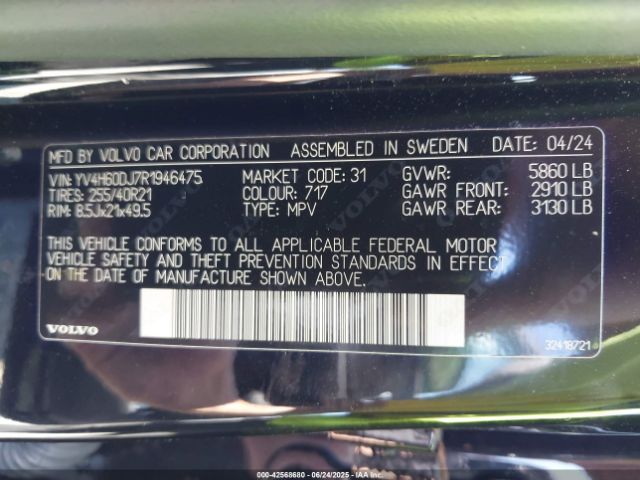 MFD BY VOLVO CAR CORPORATION ASSEMBLED IN SWEDEN DATE: 04/24
VIN: YV4H60DJ7R1946475 MARKET CODE: 31 GVWR: 5860 LB
TIRES: 255/40R21 COLOUR: 717 GAWR FRONT: 2910 LB
RIM: 8.5Jx21x49.5 TYPE: MPV GAWR REAR: 3130 LB
THIS VEHICLE CONFORMS TO ALL APPLICABLE FEDERAL MOTOR
VEHICLE SAFETY AND THEFT PREVENTION STANDARDS IN EFFECT
ON THE DATE OF MANUFACTURE SHOWN ABOVE.
VOLVO 32418721
000-42568680 - 06/24/2025 - IAA Inc.